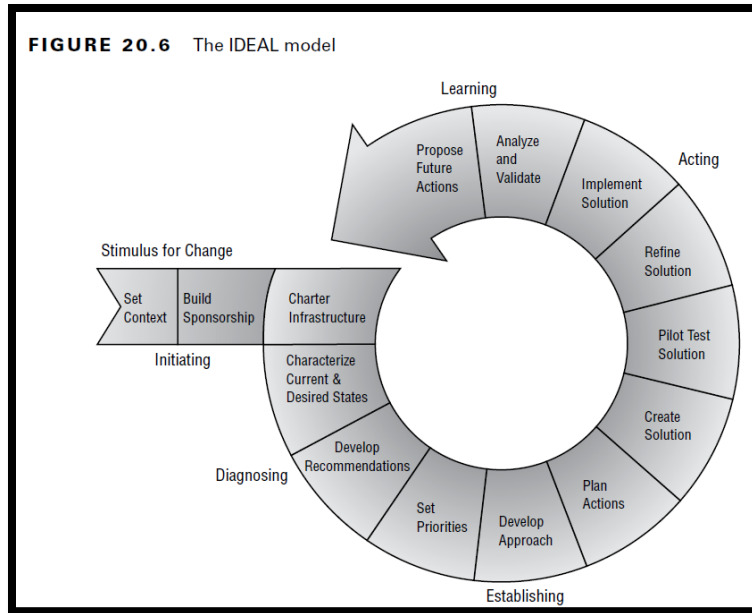 FIGURE 20.6 The IDEAL model
Learning
Acting
Propose
Future
Actions
Analyze
and
Validate
Implement
Solution
Refine
Solution
Pilot Test
Solution
Create
Solution
Plan
Actions
Develop
Approach
Set
Priorities
Develop
Recommendations
Characterize
Current &
Desired States
Charter
Infrastructure
Stimulus for Change
Set
Context
Build
Sponsorship
Initiating
Diagnosing
Establishing